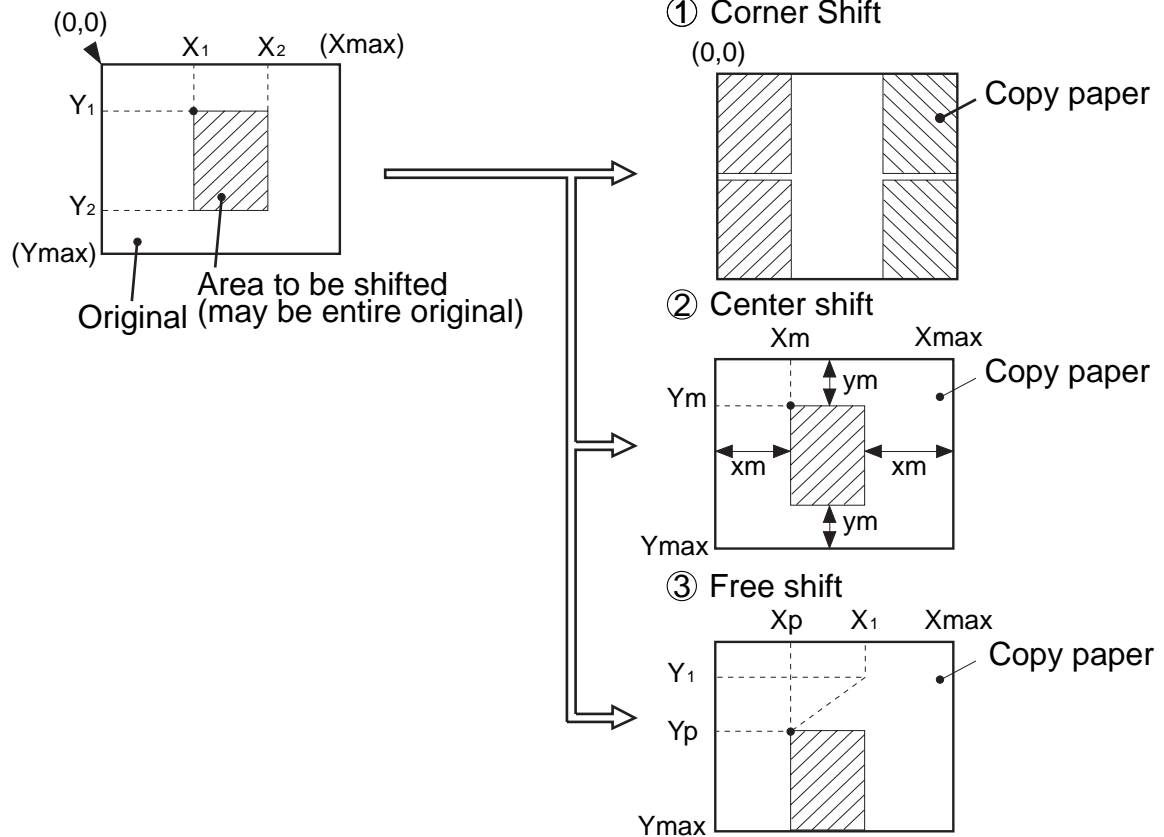 (0,0)
X1 X2 (Xmax)
Y1
Y2
(Ymax)
Area to be shifted
Original (may be entire original)
① Corner Shift
(0,0)
Copy paper
② Center shift
Xm Xmax
ym Copy paper
Ym
xm xm
ym
Ymax
③ Free shift
Xp X1 Xmax
Copy paper
Y1
Yp
Ymax